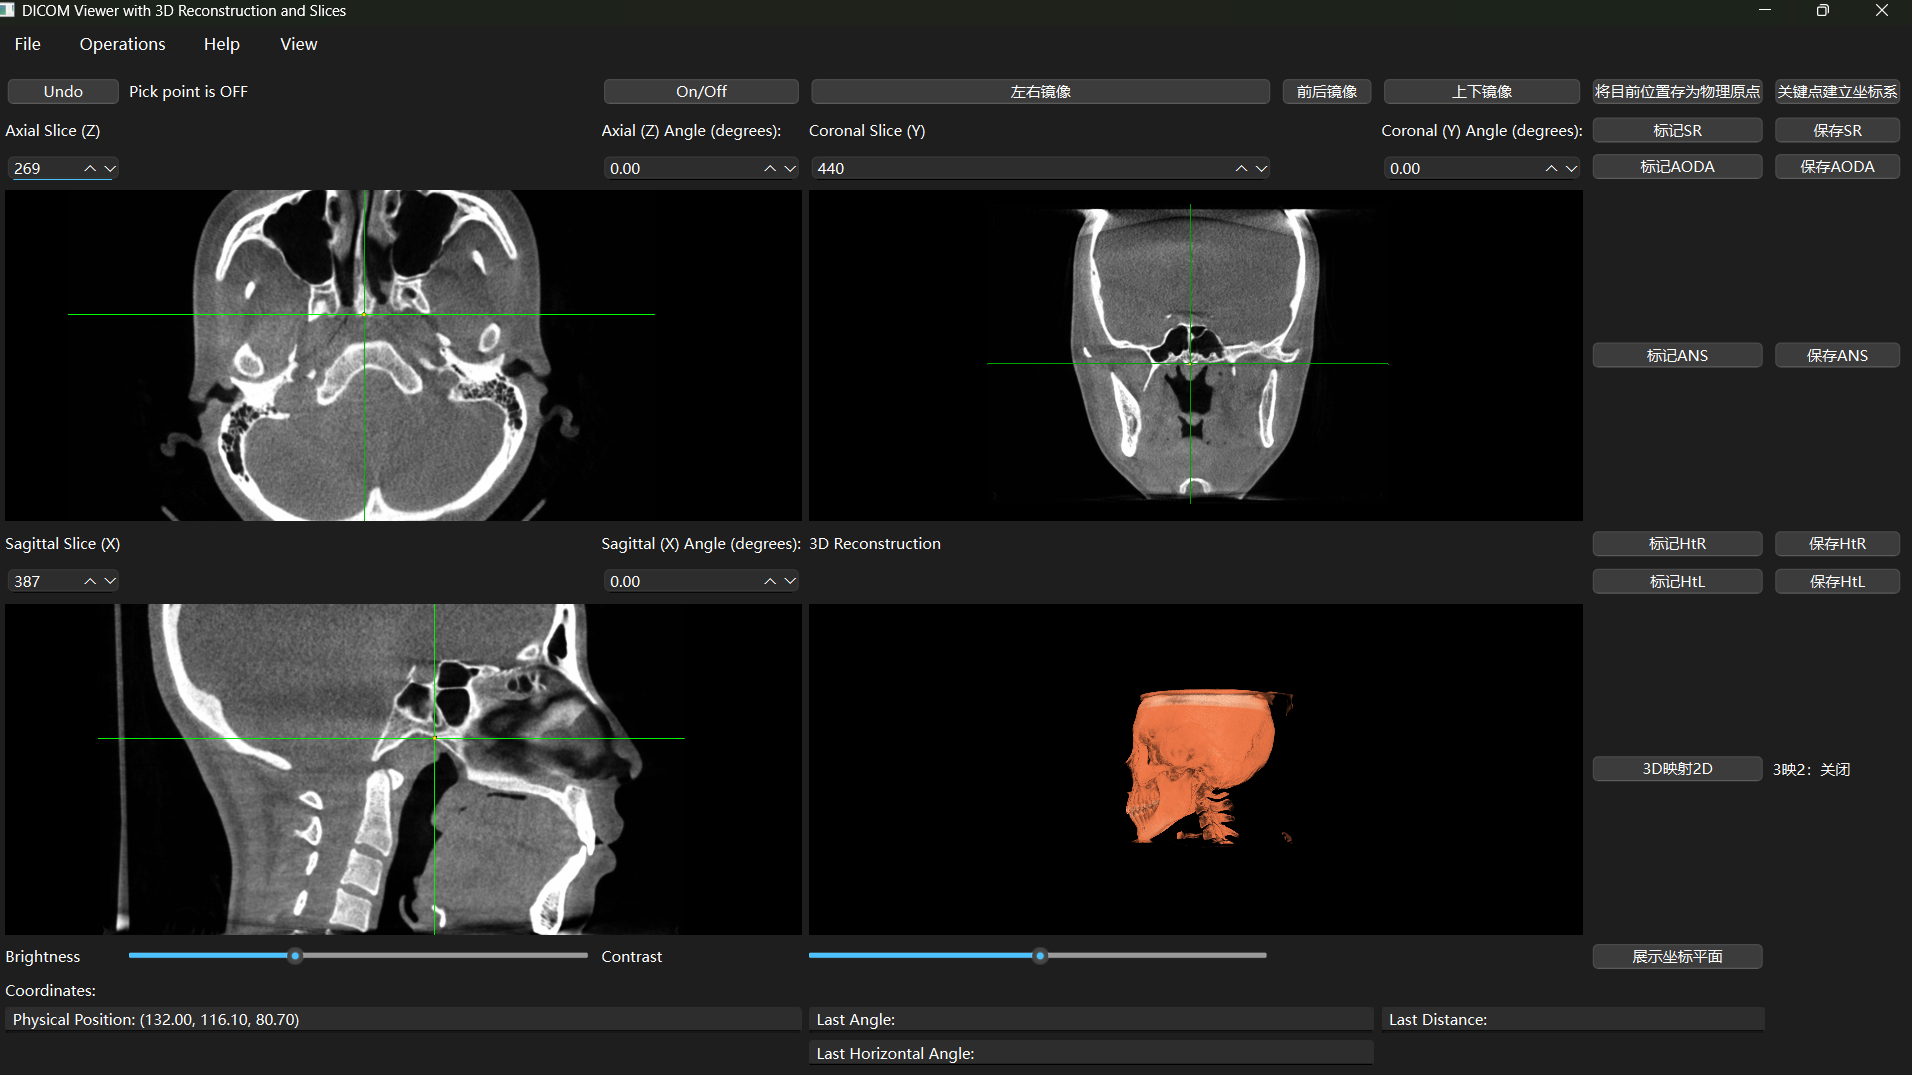 DICOM Viewer with 3D Reconstruction and Slices
File Operations Help View
Undo Pick point is OFF On/Off 左右镜像 前后镜像 上下镜像 将目前位置存为物理原点 关键点建立坐标系
Axial Slice (Z) Axial (Z) Angle (degrees): Coronal Slice (Y) Coronal (Y) Angle (degrees): 标记SR 保存SR
269 0.00 440 0.00 标记AODA 保存AODA
标记ANS 保存ANS
Sagittal Slice (X) Sagittal (X) Angle (degrees): 3D Reconstruction 标记HtR 保存HtR
387 0.00 标记HtL 保存HtL
3D映射2D 3映2：关闭
Brightness Contrast 展示坐标平面
Coordinates:
Physical Position: (132.00, 116.10, 80.70) Last Angle: Last Distance:
Last Horizontal Angle: